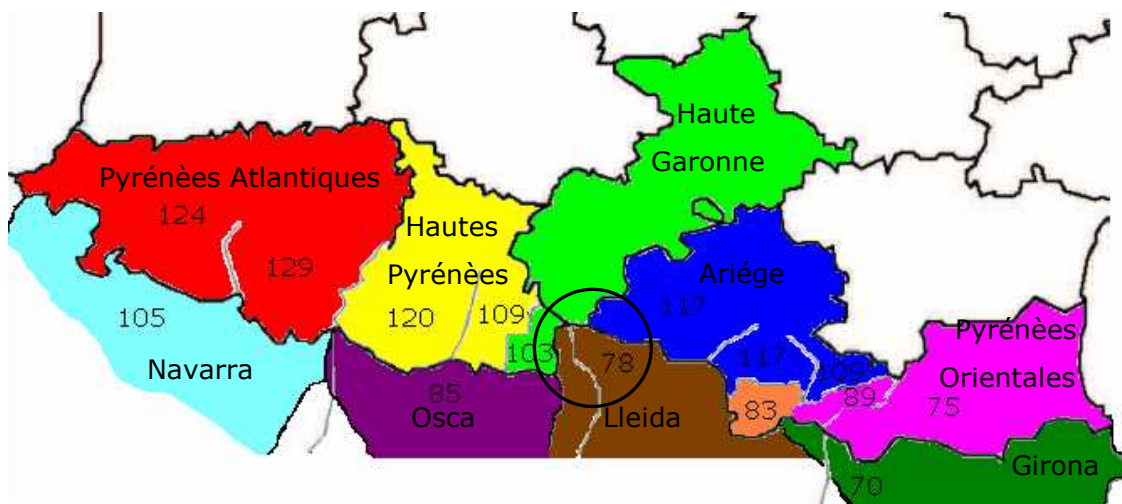 Haute
Garonne
Pyrénèes Atlantiques
124
129
Hautes
Pyrénèes
120
109
103
Ariége
117
117
109
105
Navarra
85
Osca
78
Lleida
83
89
Pyrénèes
Orientales
75
Girona
70